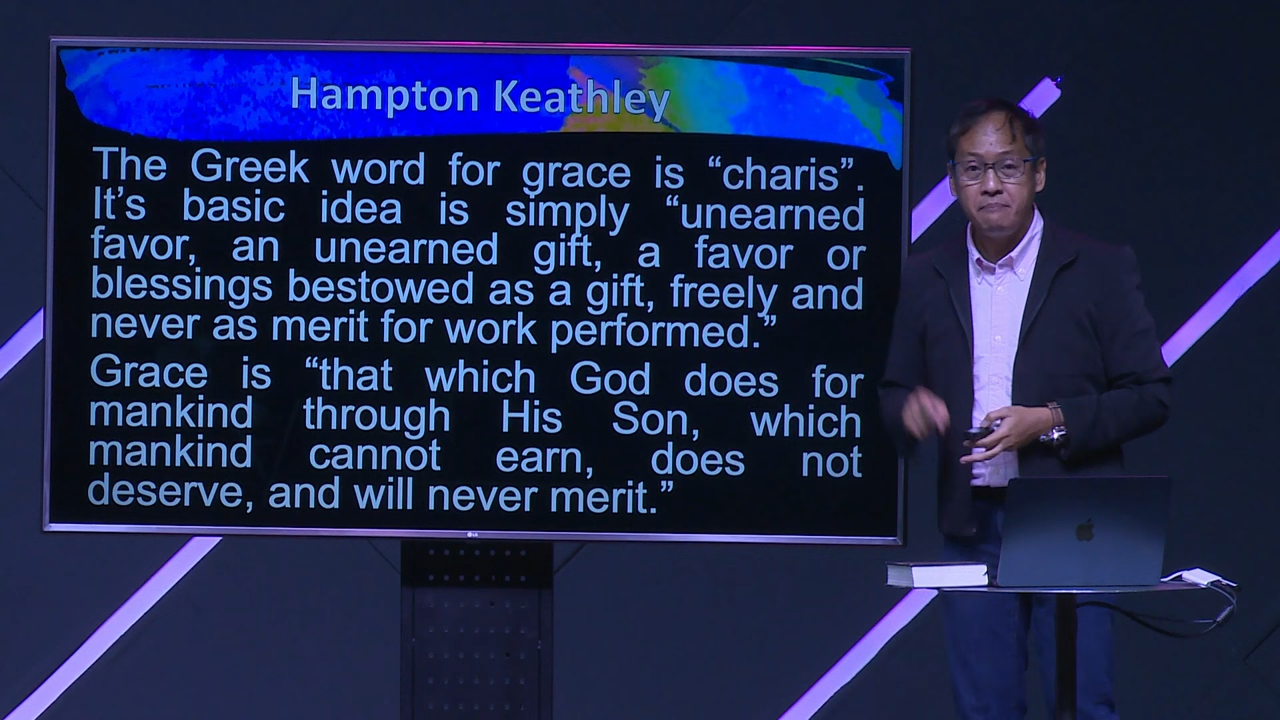 Hampton Keathley
The Greek word for grace is “charis”.
It’s basic idea is simply “unearned
favor, an unearned gift, a favor or
blessings bestowed as a gift, freely and
never as merit for work performed.”
Grace is “that which God does for
mankind through His Son, which
mankind cannot earn, does not
deserve, and will never merit.”
LG